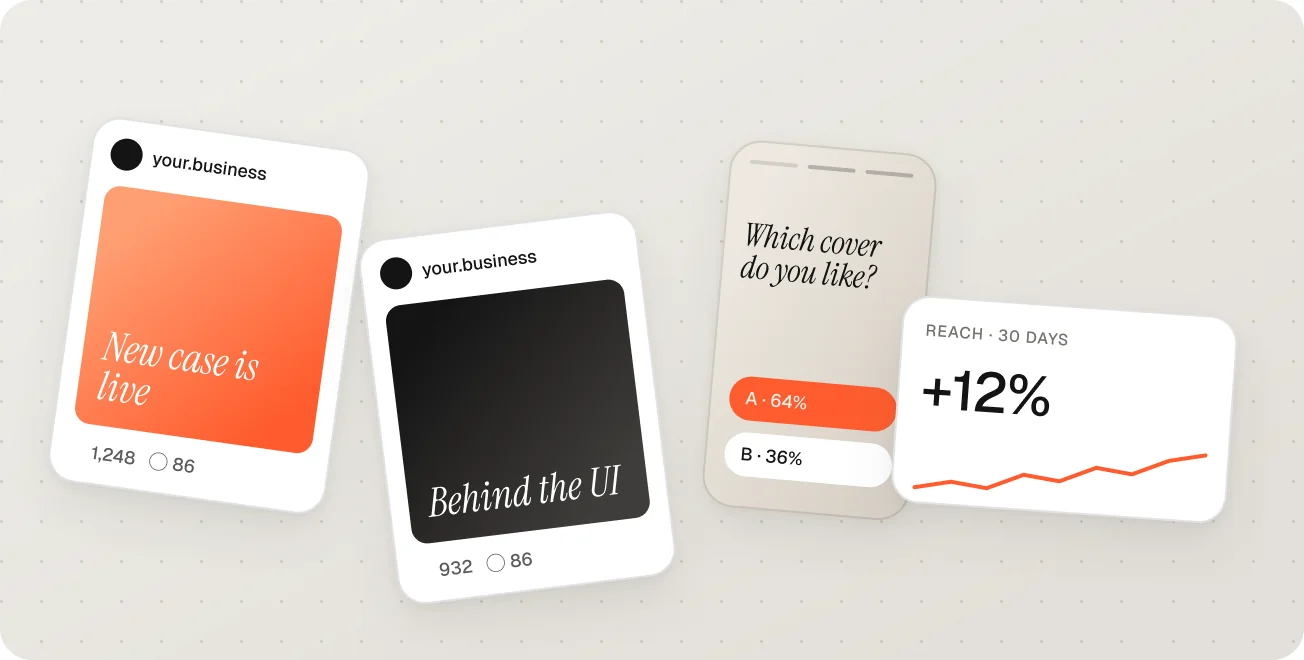 your.business
New case is
live
1,248 86
your.business
Behind the UI
932 86
Which cover
do you like?
A · 64%
B · 36%
REACH · 30 DAYS
+12%